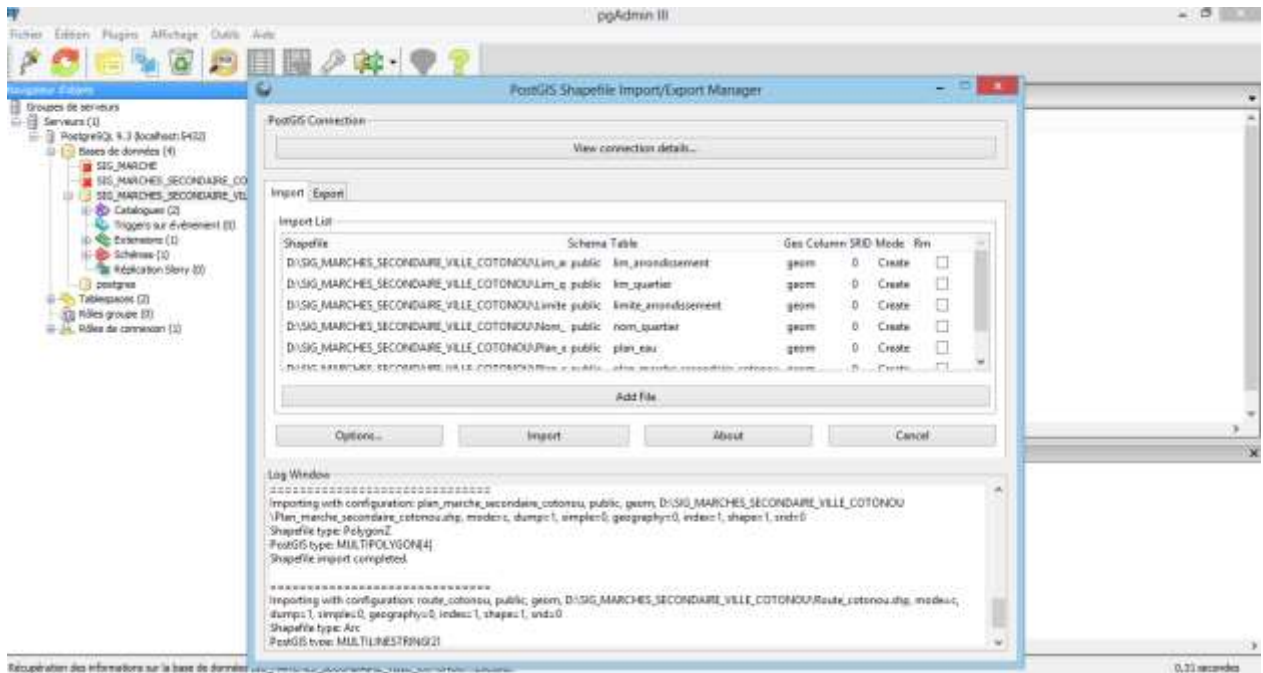 pgAdmin III
Fichier Édition Plugins Affichage Outils Aide
Navigateur d'objets
Groupes de serveurs
Serveurs (1)
PostgreSQL 9.3 (localhost:5432)
Bases de données (4)
SIG_MARCHE
SIG_MARCHES_SECONDAIRE_CO
SIG_MARCHES_SECONDAIRE_VIL
Catalogues (2)
Triggers sur événement (0)
Extensions (1)
Schémas (1)
Réplication Slony (0)
postgres
Tablespaces (2)
Rôles groupe (0)
Rôles de connexion (1)
PostGIS Shapefile Import/Export Manager
PostGIS Connection
View connection details...
Import Export
Import List
Shapefile Schema Table Geo Column SRID Mode Rm
D:\SIG_MARCHES_SECONDAIRE_VILLE_COTONOU\Lim_a public lim_arrondissement geom 0 Create
D:\SIG_MARCHES_SECONDAIRE_VILLE_COTONOU\Lim_q public lim_quartier geom 0 Create
D:\SIG_MARCHES_SECONDAIRE_VILLE_COTONOU\Limite public limite_arrondissement geom 0 Create
D:\SIG_MARCHES_SECONDAIRE_VILLE_COTONOU\Nom_ public nom_quartier geom 0 Create
D:\SIG_MARCHES_SECONDAIRE_VILLE_COTONOU\Plan_e public plan_eau geom 0 Create
Add File
Options... Import About Cancel
Log Window
==============================
Importing with configuration: plan_marche_secondaire_cotonou, public, geom, D:\SIG_MARCHES_SECONDAIRE_VILLE_COTONOU
\Plan_marche_secondaire_cotonou.shp, mode=c, dump=1, simple=0, geography=0, index=1, shape=1, srid=0
Shapefile type: PolygonZ
PostGIS type: MULTIPOLYGON[4]
Shapefile import completed.
==============================
Importing with configuration: route_cotonou, public, geom, D:\SIG_MARCHES_SECONDAIRE_VILLE_COTONOU\Route_cotonou.shp, mode=c,
dump=1, simple=0, geography=0, index=1, shape=1, srid=0
Shapefile type: Arc
PostGIS type: MULTILINESTRING[2]
Récupération des informations sur la base de données
0,31 secondes